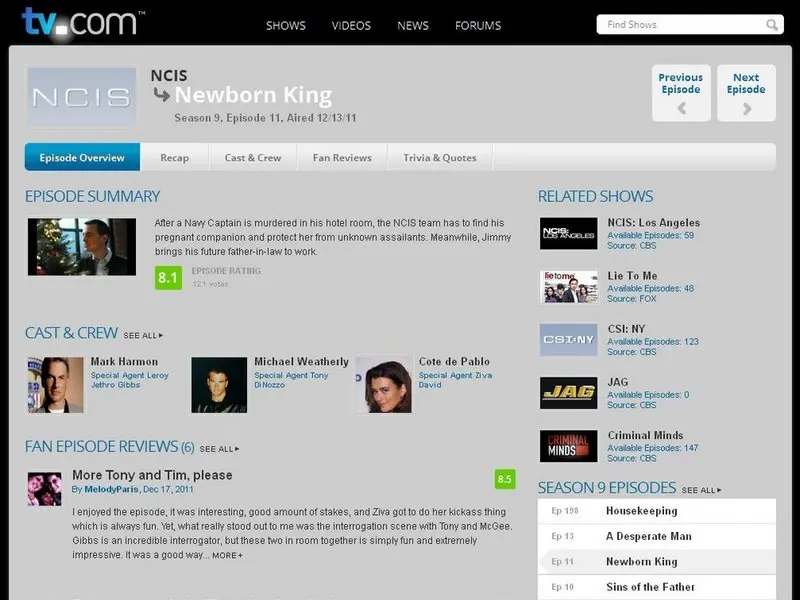 tv.com™
SHOWS VIDEOS NEWS FORUMS
Find Shows
NCIS
NCIS
Newborn King
Season 9, Episode 11, Aired 12/13/11
Previous Episode
Next Episode
Episode Overview Recap Cast & Crew Fan Reviews Trivia & Quotes
EPISODE SUMMARY
After a Navy Captain is murdered in his hotel room, the NCIS team has to find his
pregnant companion and protect her from unknown assailants. Meanwhile, Jimmy
brings his future father-in-law to work.
8.1
EPISODE RATING
121 votes
CAST & CREW SEE ALL
Mark Harmon
Special Agent Leroy
Jethro Gibbs
Michael Weatherly
Special Agent Tony
DiNozzo
Cote de Pablo
Special Agent Ziva
David
FAN EPISODE REVIEWS (6) SEE ALL
More Tony and Tim, please
By MelodyParis, Dec 17, 2011
8.5
I enjoyed the episode, it was interesting, good amount of stakes, and Ziva got to do her kickass thing
which is always fun. Yet, what really stood out to me was the interrogation scene with Tony and McGee.
Gibbs is an incredible interrogator, but these two in room together is simply fun and extremely
impressive. It was a good way... MORE+
RELATED SHOWS
NCIS:
LOS ANGELES
NCIS: Los Angeles
Available Episodes: 59
Source: CBS
lie to me
Lie To Me
Available Episodes: 48
Source: FOX
CSI:NY
CSI: NY
Available Episodes: 123
Source: CBS
JAG
JAG
Available Episodes: 0
Source: CBS
CRIMINAL
MINDS
Criminal Minds
Available Episodes: 147
Source: CBS
SEASON 9 EPISODES SEE ALL
Ep 198 Housekeeping
Ep 13 A Desperate Man
Ep 11 Newborn King
Ep 10 Sins of the Father